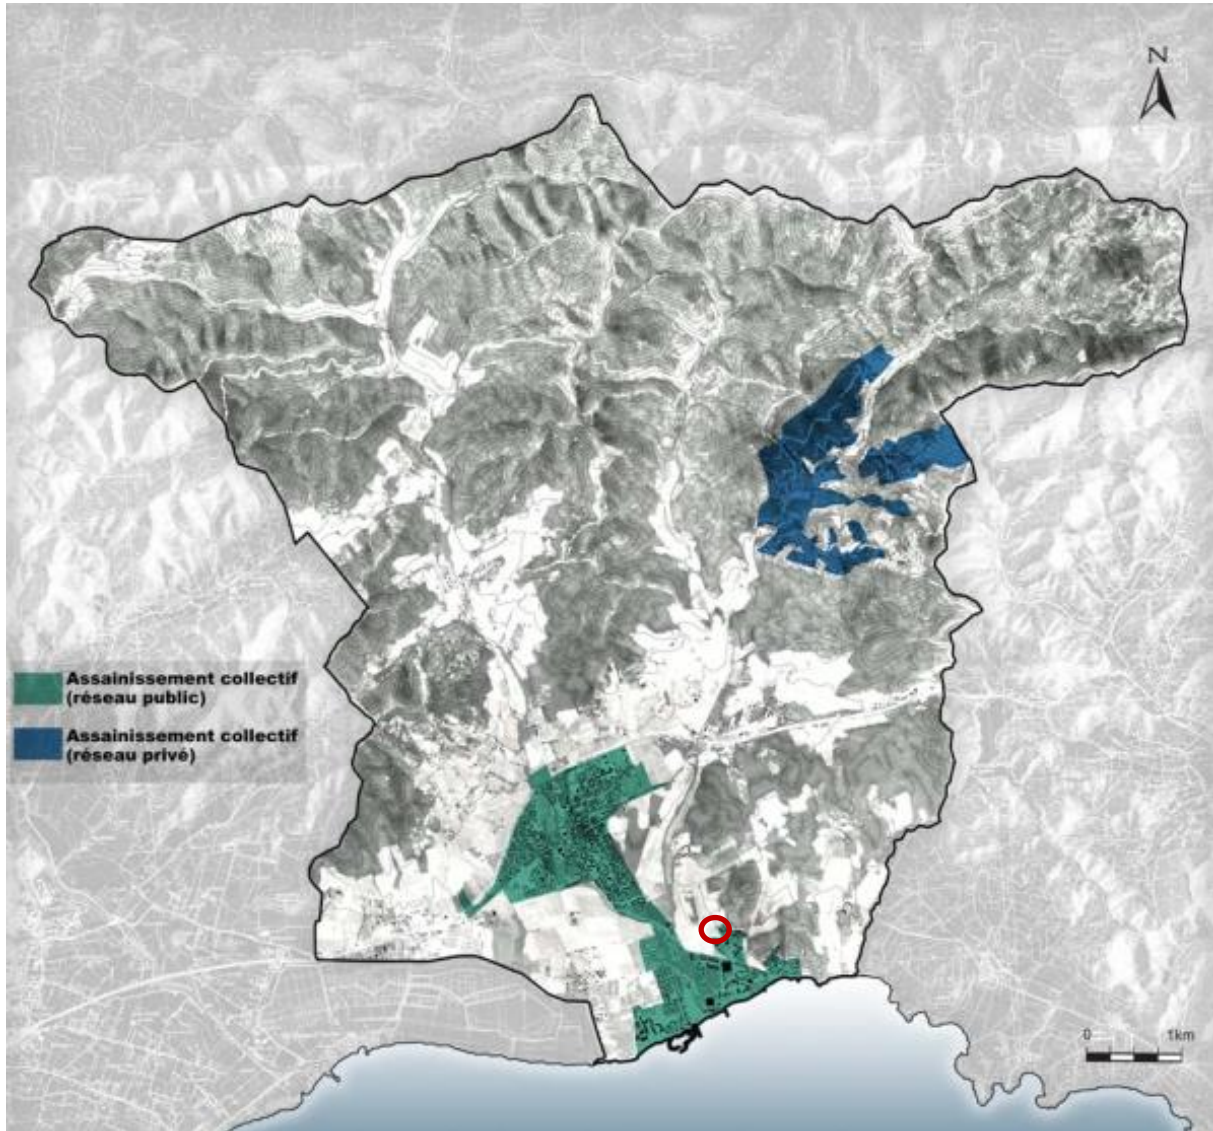 N
Assainissement collectif
(réseau public)
Assainissement collectif
(réseau privé)
0 1km